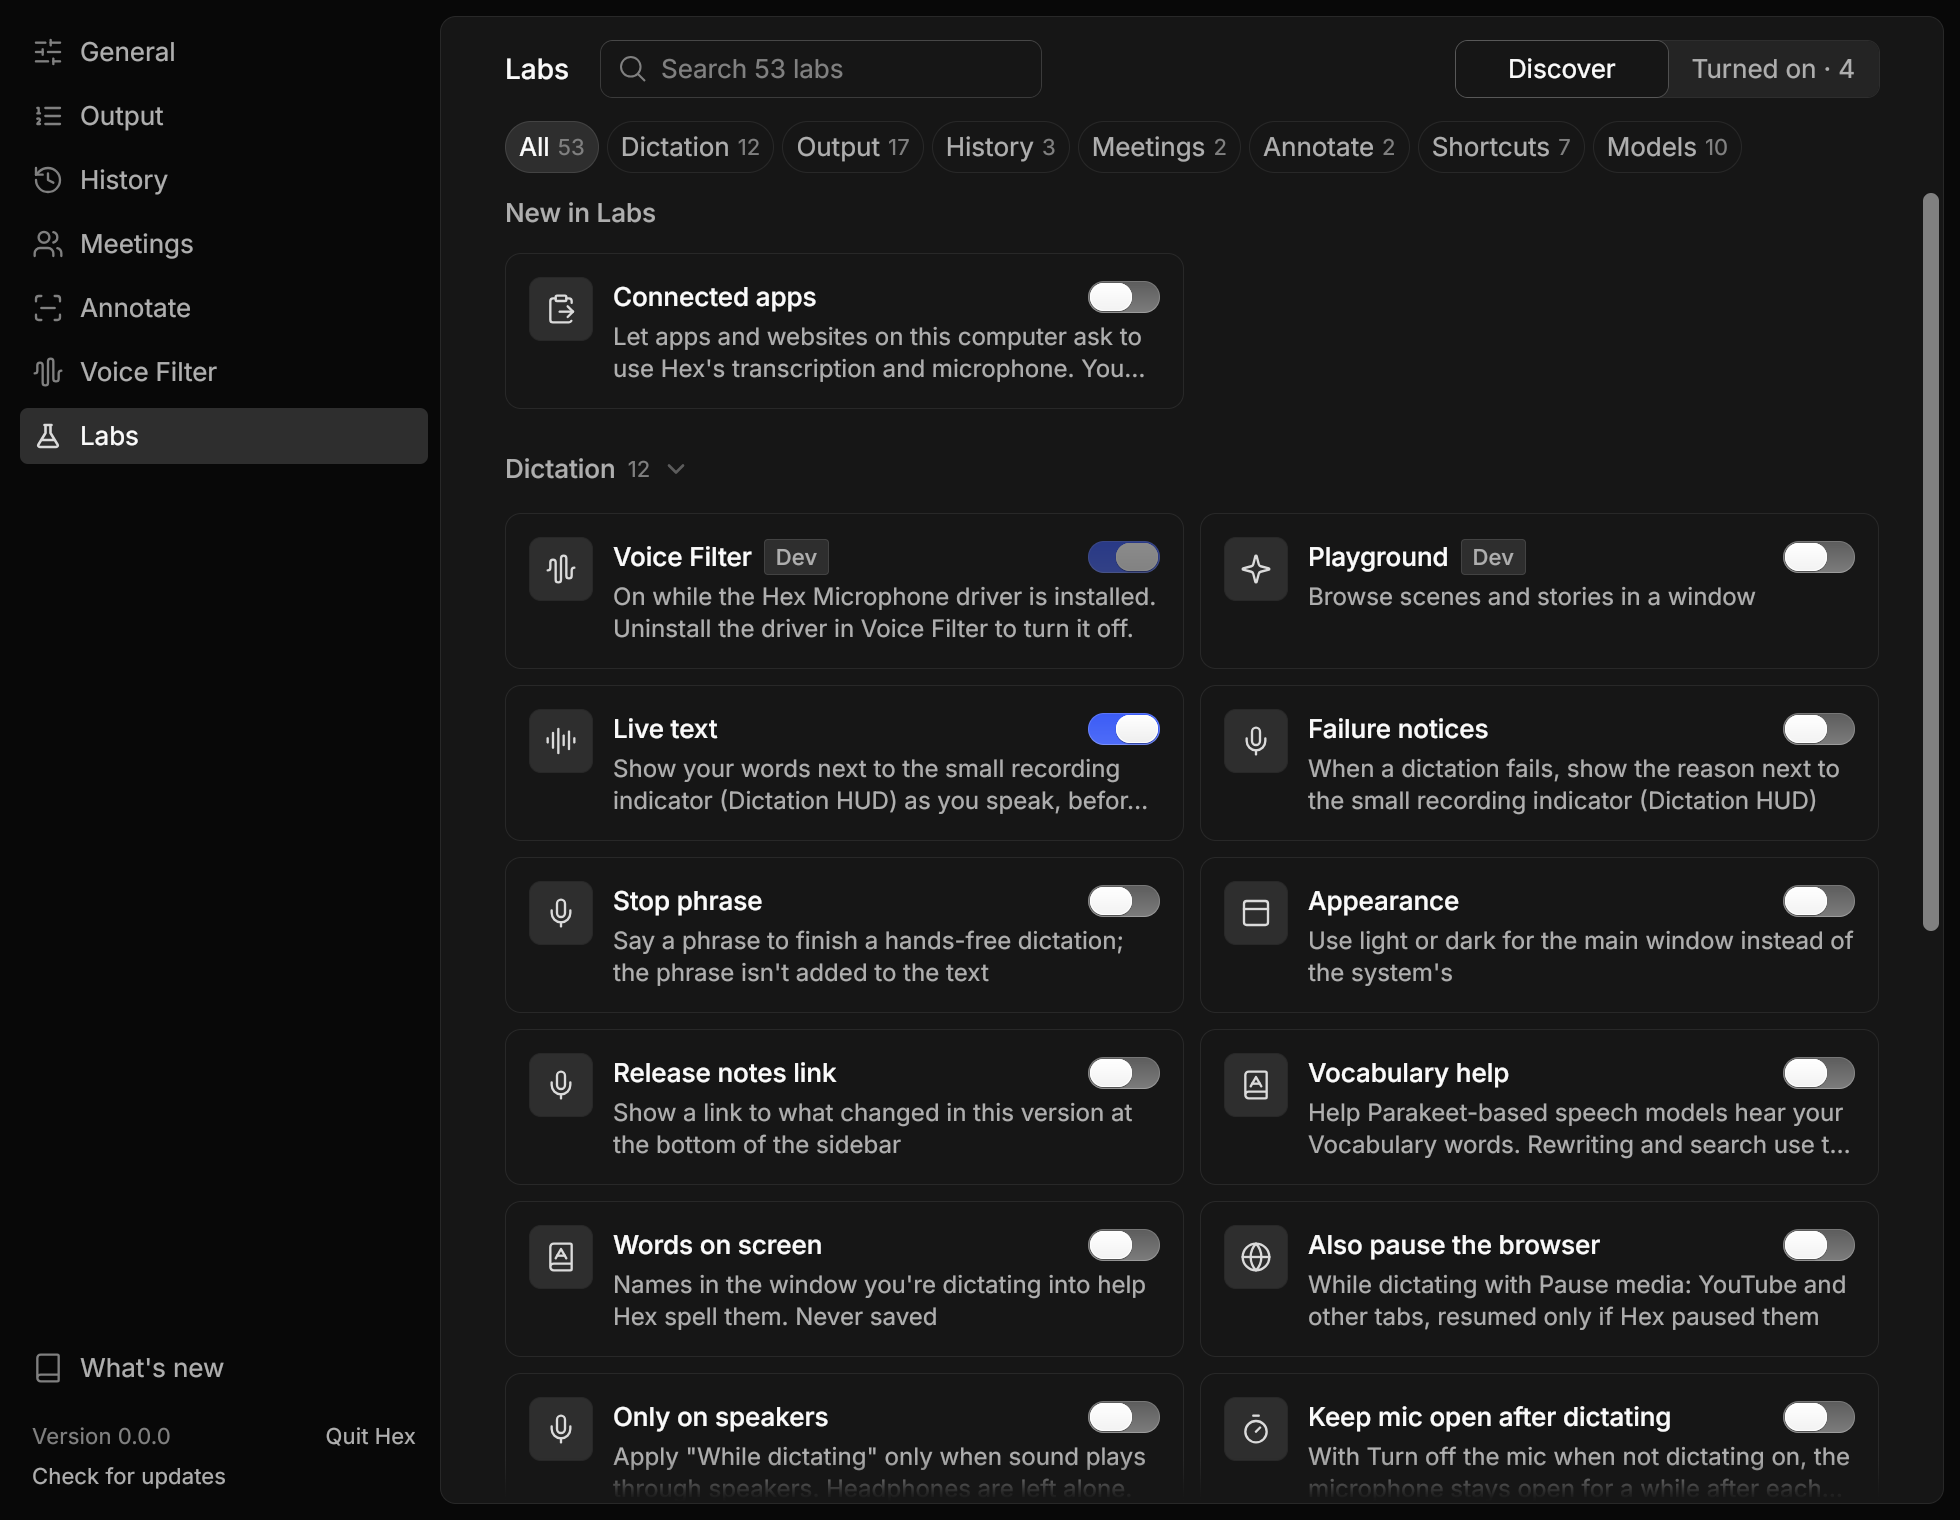 General
Output
History
Meetings
Annotate
Voice Filter
Labs
What's new
Version 0.0.0
Quit Hex
Check for updates
Labs
Search 53 labs
Discover
Turned on · 4
All 53
Dictation 12
Output 17
History 3
Meetings 2
Annotate 2
Shortcuts 7
Models 10
New in Labs
Connected apps
Let apps and websites on this computer ask to
use Hex's transcription and microphone. You...
Dictation 12
Voice Filter Dev
On while the Hex Microphone driver is installed.
Uninstall the driver in Voice Filter to turn it off.
Playground Dev
Browse scenes and stories in a window
Live text
Show your words next to the small recording
indicator (Dictation HUD) as you speak, befor...
Failure notices
When a dictation fails, show the reason next to
the small recording indicator (Dictation HUD)
Stop phrase
Say a phrase to finish a hands-free dictation;
the phrase isn't added to the text
Appearance
Use light or dark for the main window instead of
the system's
Release notes link
Show a link to what changed in this version at
the bottom of the sidebar
Vocabulary help
Help Parakeet-based speech models hear your
Vocabulary words. Rewriting and search use t...
Words on screen
Names in the window you're dictating into help
Hex spell them. Never saved
Also pause the browser
While dictating with Pause media: YouTube and
other tabs, resumed only if Hex paused them
Only on speakers
Apply "While dictating" only when sound plays
through speakers. Headphones are left alone.
Keep mic open after dictating
With Turn off the mic when not dictating on, the
microphone stays open for a while after each...